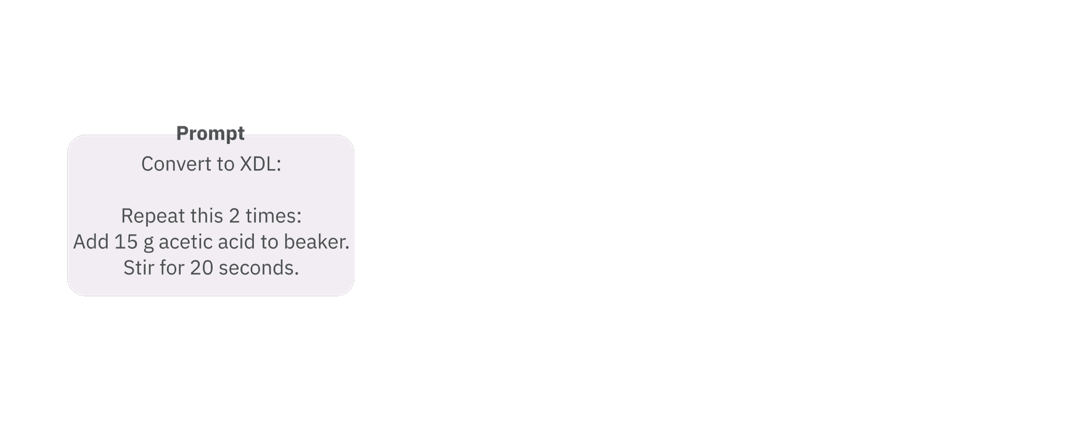 Prompt
Convert to XDL:
Repeat this 2 times:
Add 15 g acetic acid to beaker.
Stir for 20 seconds.